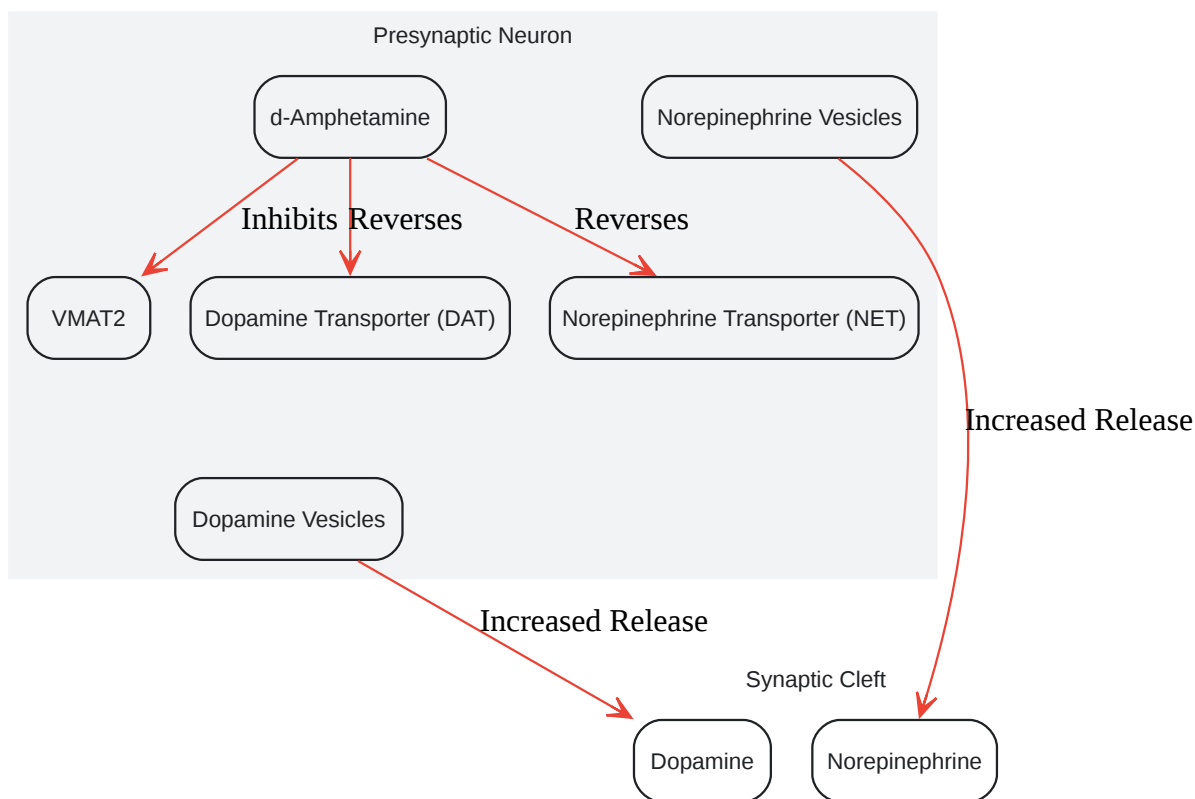 Presynaptic Neuron
d-Amphetamine
Norepinephrine Vesicles
Inhibits
Reverses
Reverses
VMAT2
Dopamine Transporter (DAT)
Norepinephrine Transporter (NET)
Increased Release
Dopamine Vesicles
Increased Release
Synaptic Cleft
Dopamine
Norepinephrine